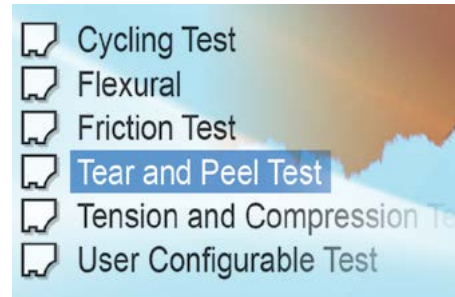 Cycling Test
Flexural
Friction Test
Tear and Peel Test
Tension and Compression Te
User Configurable Test